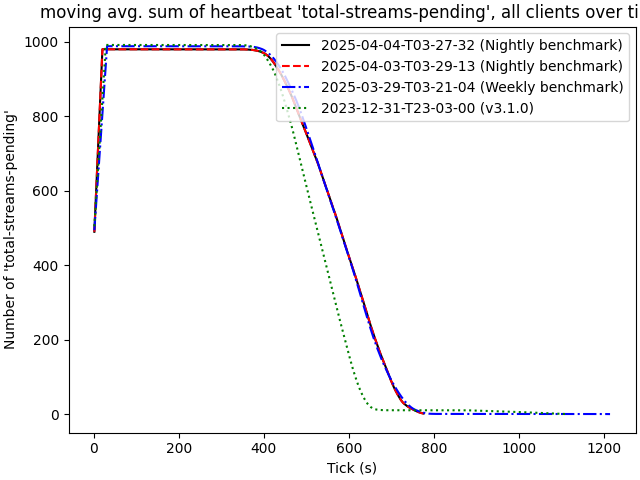 moving avg. sum of heartbeat 'total-streams-pending', all clients over ti
1000
800
600
400
200
0
Number of 'total-streams-pending'
2025-04-04-T03-27-32 (Nightly benchmark)
2025-04-03-T03-29-13 (Nightly benchmark)
2025-03-29-T03-21-04 (Weekly benchmark)
2023-12-31-T23-03-00 (v3.1.0)
0 200 400 600 800 1000 1200
Tick (s)